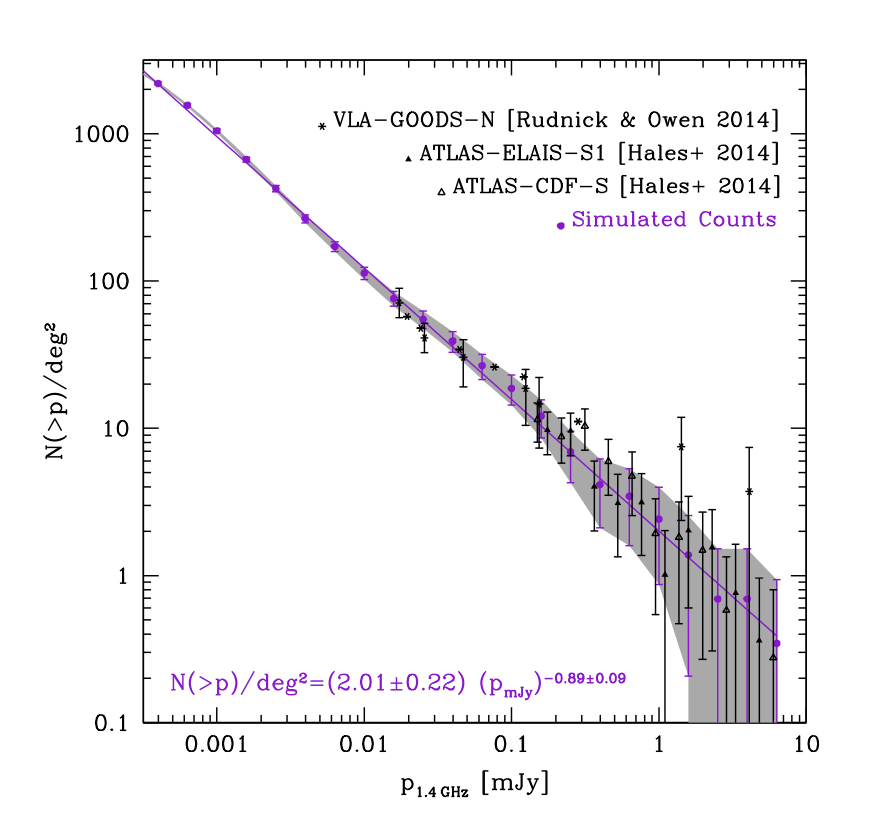 VLA−GOODS−N [Rudnick & Owen 2014]
ATLAS−ELAIS−S1 [Hales+ 2014]
ATLAS−CDF−S [Hales+ 2014]
Simulated Counts
N(>p)/deg²
1000
100
10
1
0.1
N(>p)/deg²=(2.01±0.22) (p_mJy)^−0.89±0.09
0.001 0.01 0.1 1 10
p_1.4 GHz [mJy]